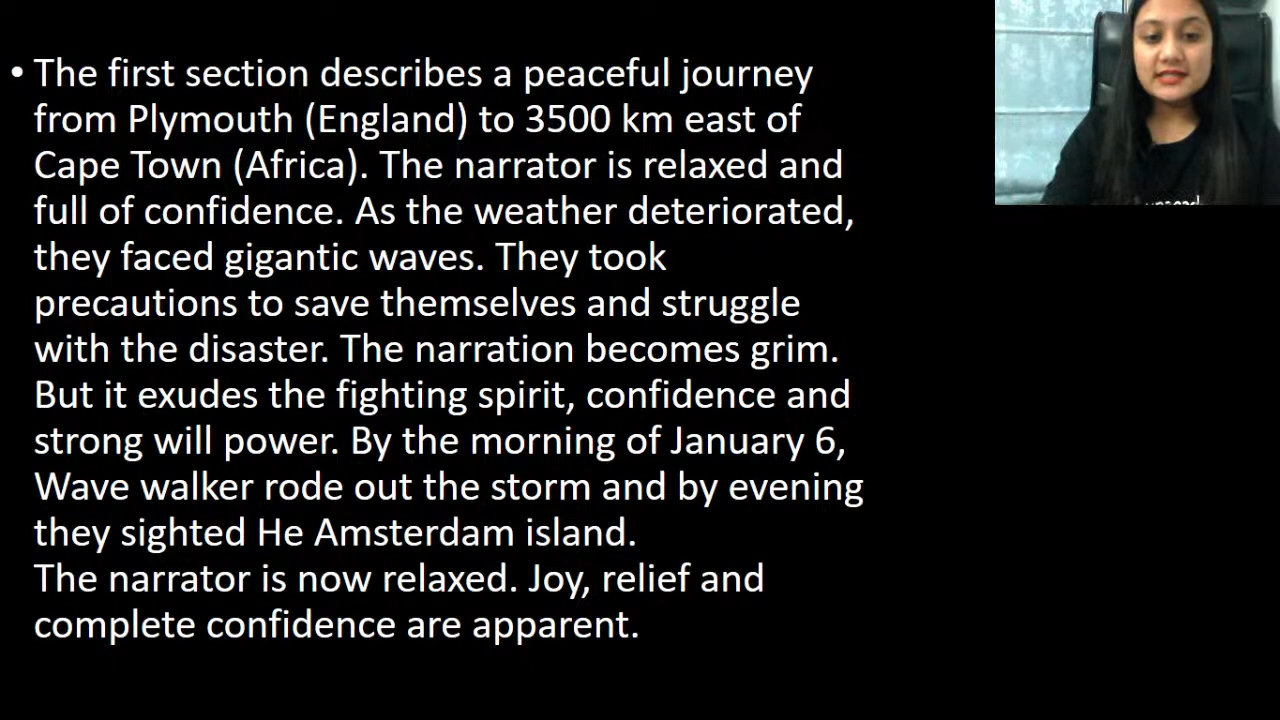 • The first section describes a peaceful journey
from Plymouth (England) to 3500 km east of
Cape Town (Africa). The narrator is relaxed and
full of confidence. As the weather deteriorated,
they faced gigantic waves. They took
precautions to save themselves and struggle
with the disaster. The narration becomes grim.
But it exudes the fighting spirit, confidence and
strong will power. By the morning of January 6,
Wave walker rode out the storm and by evening
they sighted He Amsterdam island.
The narrator is now relaxed. Joy, relief and
complete confidence are apparent.